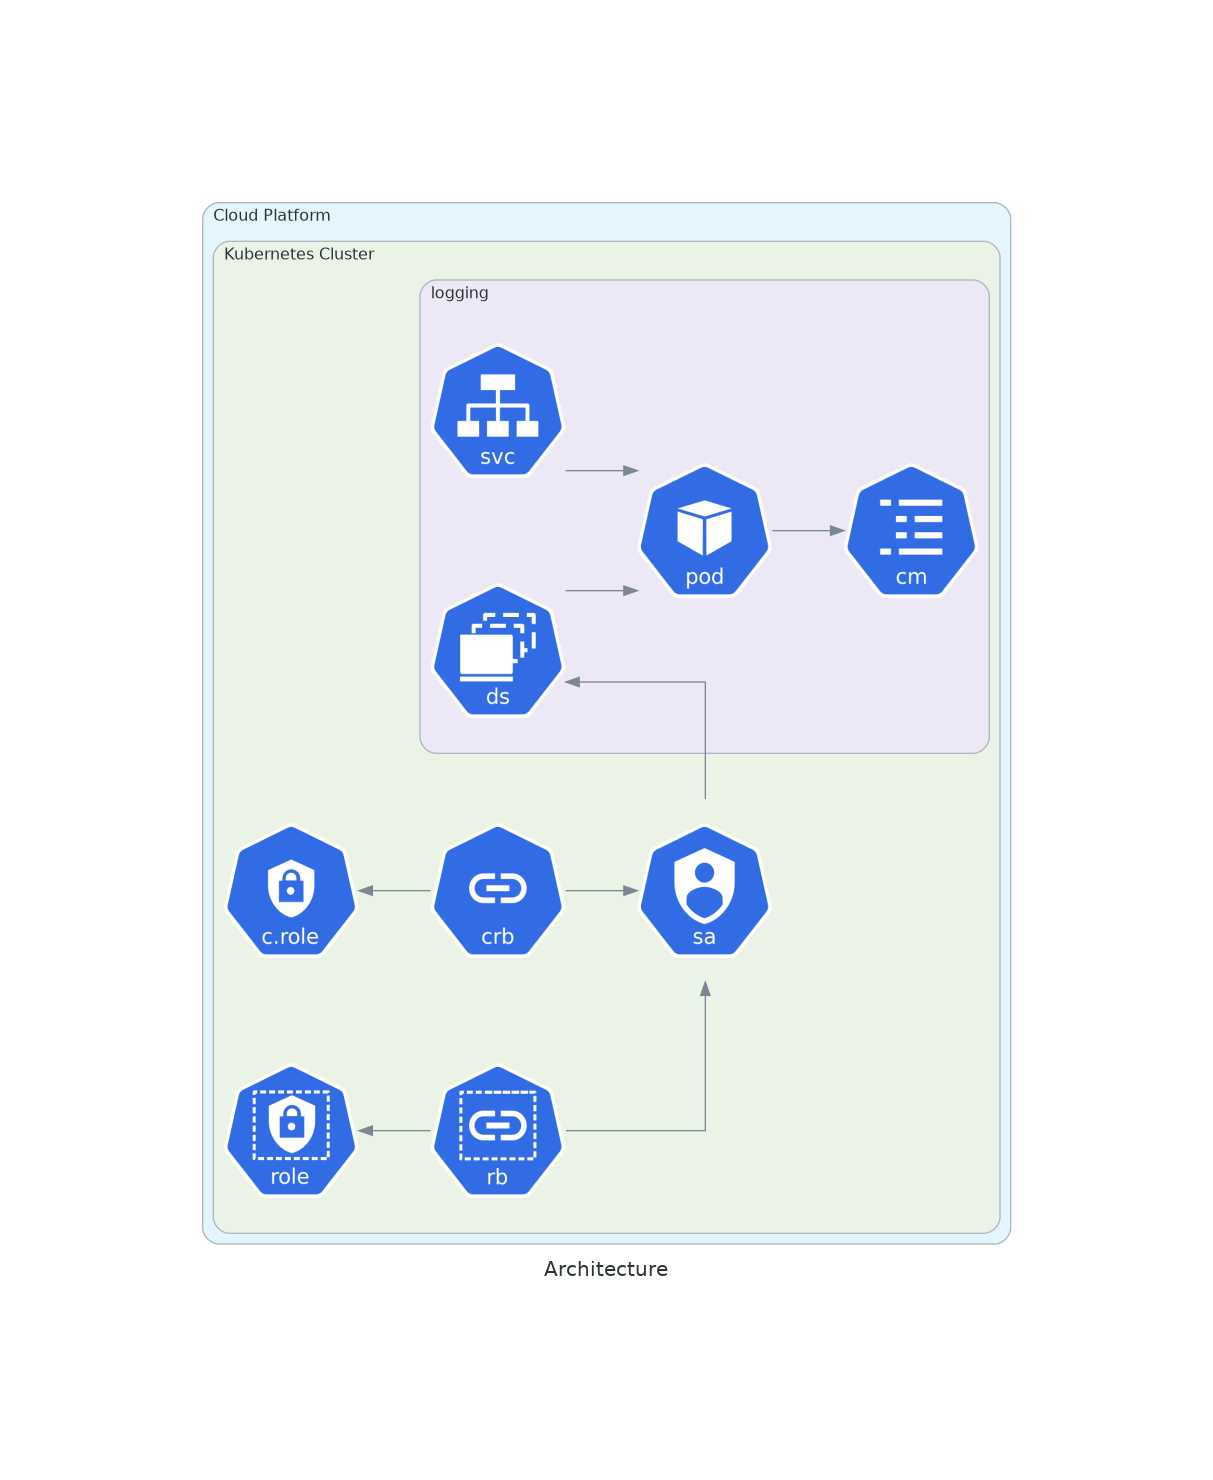 Cloud Platform
Kubernetes Cluster
logging
svc
pod
cm
ds
c.role
crb
sa
role
rb
Architecture